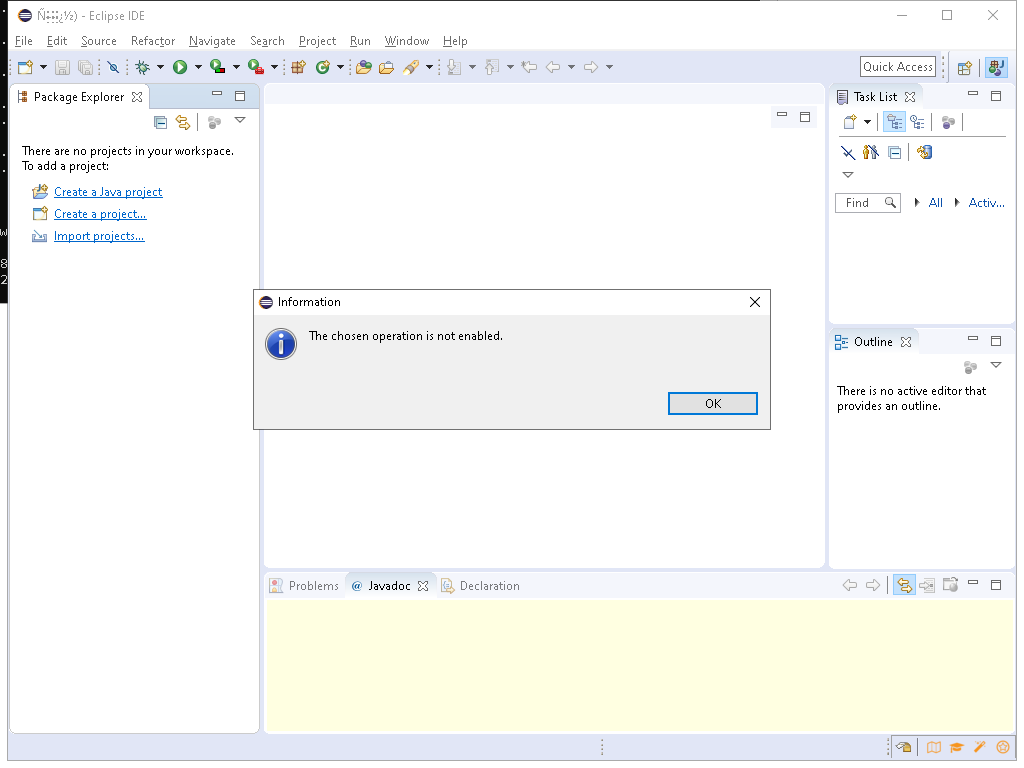 - Eclipse IDE
File Edit Source Refactor Navigate Search Project Run Window Help
Quick Access
Package Explorer
There are no projects in your workspace.
To add a project:
Create a Java project
Create a project...
Import projects...
Task List
Find All Activ...
Information
The chosen operation is not enabled.
OK
Outline
There is no active editor that
provides an outline.
Problems @ Javadoc Declaration
W
8
2